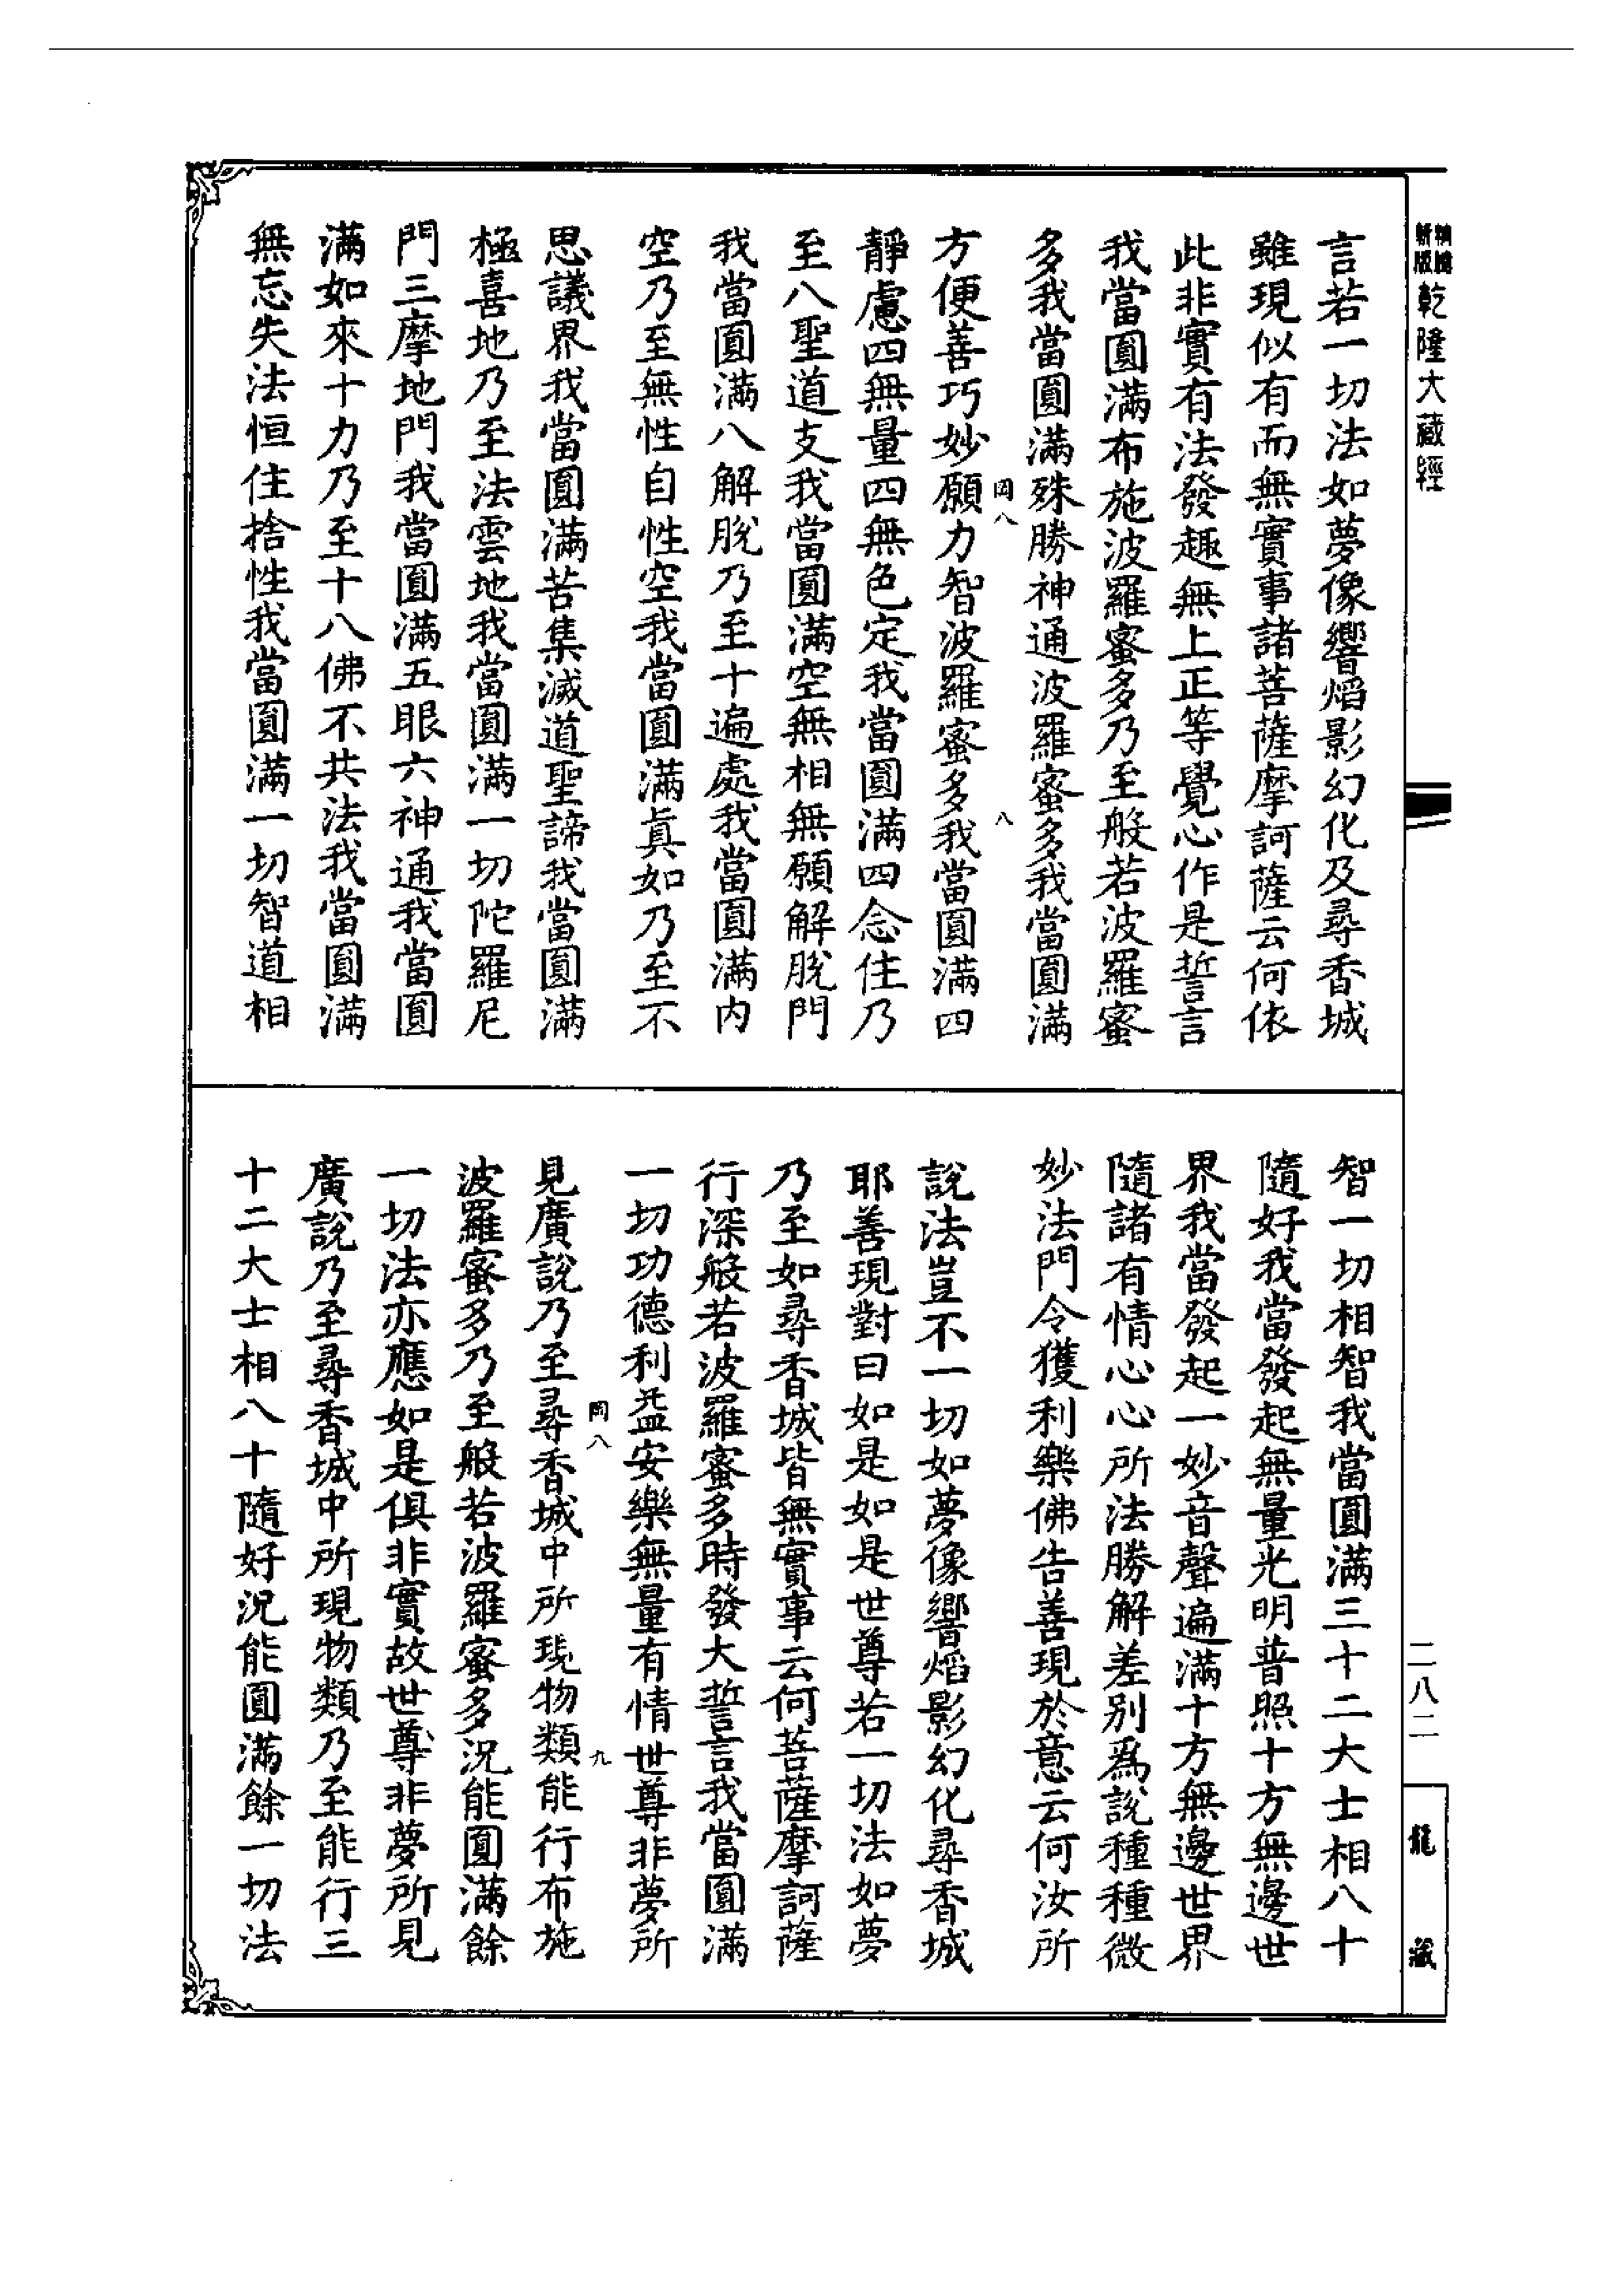 精騰新版乾隆大藏經
言若一切法如夢像響焰影幻化及尋香城
雖現似有而無實事諸菩薩摩訶薩云何依
此非實有法發趣無上正等覺心作是誓言
我當圓滿布施波羅蜜多乃至般若波羅蜜
多我當圓滿殊勝神通波羅蜜多我當圓滿
岡八 八
方便善巧妙願力智波羅蜜多我當圓滿四
靜慮四無量四無色定我當圓滿四念住乃
至八聖道支我當圓滿空無相無願解脫門
我當圓滿八解脫乃至十遍處我當圓滿内
空乃至無性自性空我當圓滿真如乃至不
思議界我當圓滿苦集滅道聖諦我當圓滿
極喜地乃至法雲地我當圓滿一切陀羅尼
門三摩地門我當圓滿五眼六神通我當圓
滿如來十力乃至十八佛不共法我當圓滿
無忘失法恒住捨性我當圓滿一切智道相
智一切相智我當圓滿三十二大士相八十
隨好我當發起無量光明普照十方無邊世
界我當發起一妙音聲遍滿十方無邊世界
隨諸有情心心所法勝解差别爲說種種微
妙法門令獲利樂佛告善現於意云何汝所
說法豈不一切如夢像響焰影幻化尋香城
耶善現對曰如是如是世尊若一切法如夢
乃至如尋香城皆無實事云何菩薩摩訶薩
行深般若波羅蜜多時發大誓言我當圓滿
一切功德利益安樂無量有情世尊非夢所
岡八 九
見廣說乃至尋香城中所現物類能行布施
波羅蜜多乃至般若波羅蜜多況能圓滿餘
一切法亦應如是俱非實故世尊非夢所見
廣說乃至尋香城中所現物類乃至能行三
十二大士相八十隨好況能圓滿餘一切法
二八二
龍藏